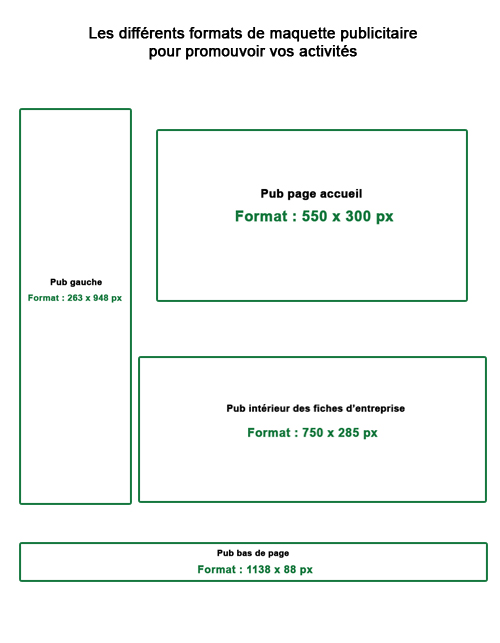 Les différents formats de maquette publicitaire
pour promouvoir vos activités
Pub page accueil
Format : 550 x 300 px
Pub gauche
Format : 263 x 948 px
Pub intérieur des fiches d’entreprise
Format : 750 x 285 px
Pub bas de page
Format : 1138 x 88 px